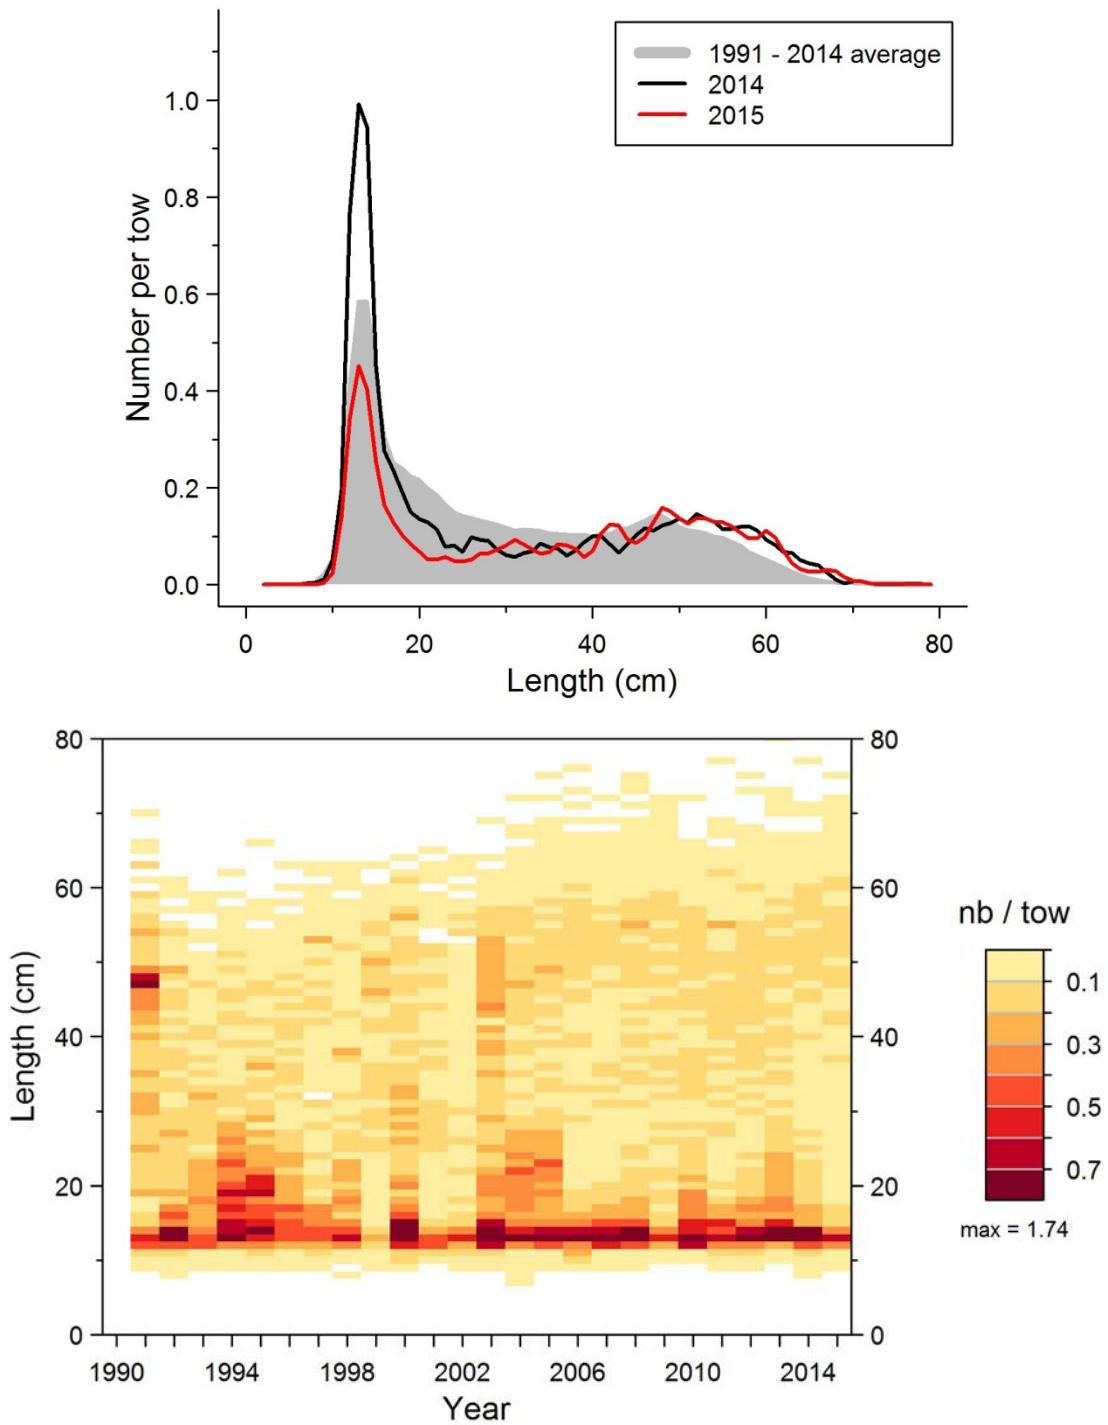 1991 - 2014 average
2014
2015
Number per tow
1.0
0.8
0.6
0.4
0.2
0.0
0 20 40 60 80
Length (cm)
80 80
60 60
40 40
20 20
0 0
Length (cm)
1990 1994 1998 2002 2006 2010 2014
Year
nb / tow
0.1
0.3
0.5
0.7
max = 1.74